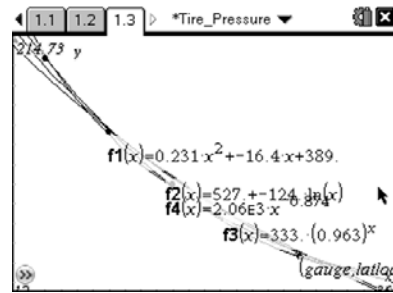 1.1 1.2 1.3 *Tire_Pressure
214.73 y
f1(x)=0.231·x²+-16.4·x+389.
f2(x)=527.+-124.·ln(x)
f4(x)=2.06E3·x 0.874
f3(x)=333.·(0.963)ˣ
(gauge,